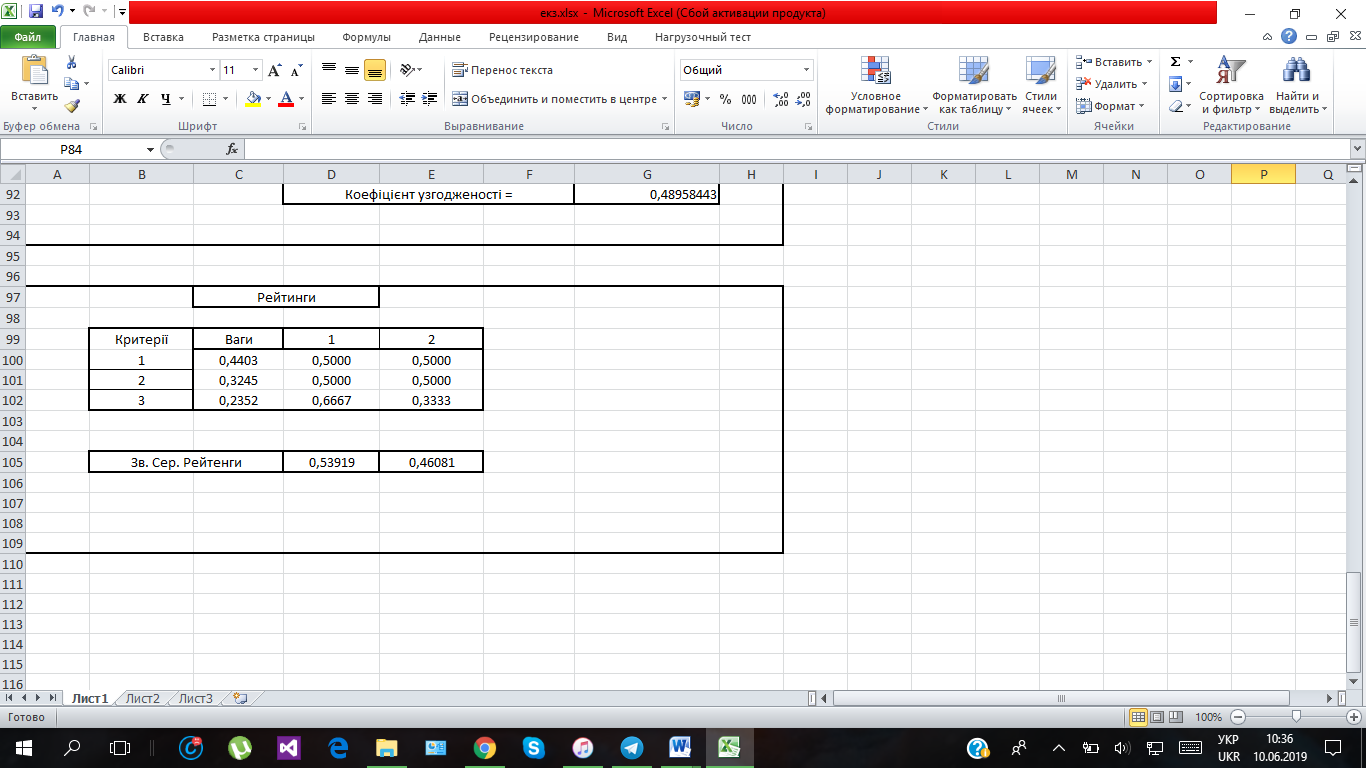 екз.xlsx - Microsoft Excel (Сбой активации продукта)
Файл Главная Вставка Разметка страницы Формулы Данные Рецензирование Вид Нагрузочный тест
Calibri 11 Перенос текста Общий Вставить Σ
Вставить Условное форматирование Форматировать как таблицу Стили ячеек Удалить Сортировка и фильтр Найти и выделить
Ж К Ч А Объединить и поместить в центре % 000 Формат
Буфер обмена Шрифт Выравнивание Число Стили Ячейки Редактирование
P84 fx
A B C D E F G H I J K L M N O P Q
92 Коефіцієнт узгодженості = 0,48958443
93
94
95
96
97 Рейтинги
98
99 Критерії Ваги 1 2
100 1 0,4403 0,5000 0,5000
101 2 0,3245 0,5000 0,5000
102 3 0,2352 0,6667 0,3333
103
104
105 Зв. Сер. Рейтенги 0,53919 0,46081
106
107
108
109
110
111
112
113
114
115
116
Лист1 Лист2 Лист3
Готово 100%
УКР 10:36
UKR 10.06.2019